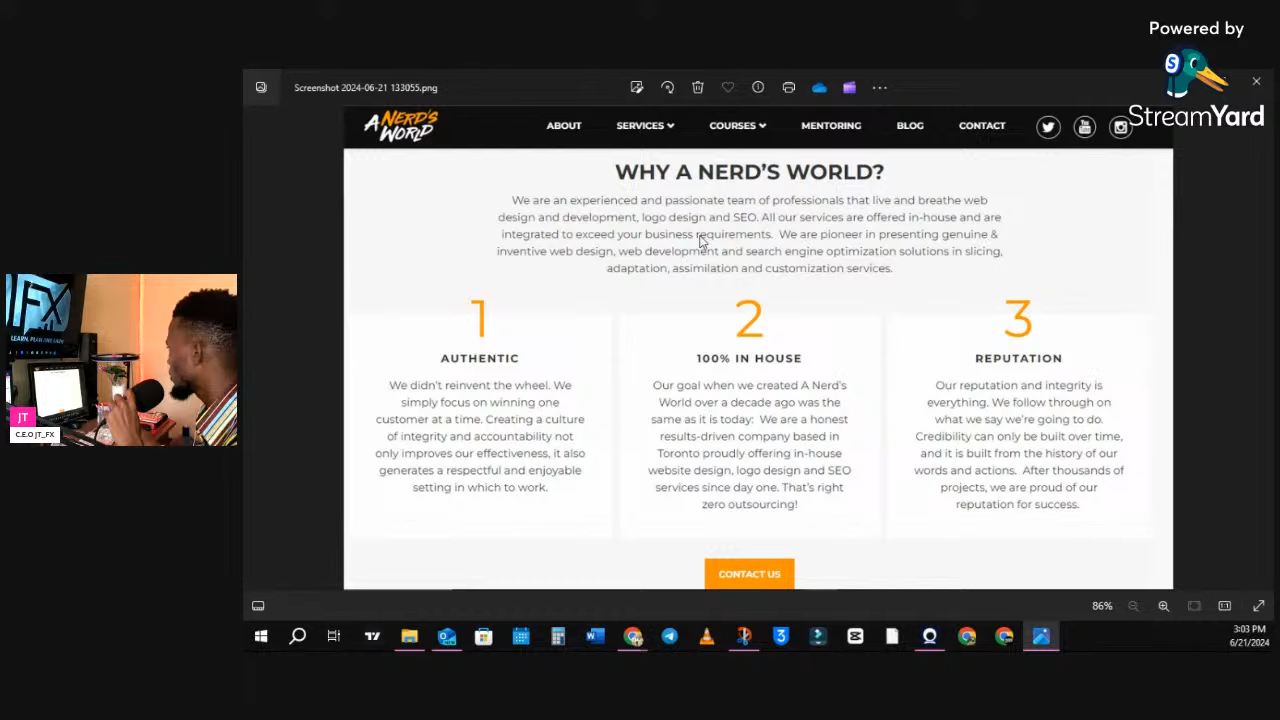 Powered by
StreamYard
Screenshot 2024-06-21 133055.png
A NERD'S
WORLD
ABOUT
SERVICES
COURSES
MENTORING
BLOG
CONTACT
WHY A NERD'S WORLD?
We are an experienced and passionate team of professionals that live and breathe web
design and development, logo design and SEO. All our services are offered in-house and are
integrated to exceed your business requirements. We are pioneer in presenting genuine &
inventive web design, web development and search engine optimization solutions in slicing,
adaptation, assimilation and customization services.
1
AUTHENTIC
We didn't reinvent the wheel. We
simply focus on winning one
customer at a time. Creating a culture
of integrity and accountability not
only improves our effectiveness, it also
generates a respectful and enjoyable
setting in which to work.
2
100% IN HOUSE
Our goal when we created A Nerd's
World over a decade ago was the
same as it is today: We are a honest
results-driven company based in
Toronto proudly offering in-house
website design, logo design and SEO
services since day one. That's right
zero outsourcing!
3
REPUTATION
Our reputation and integrity is
everything. We follow through on
what we say we're going to do.
Credibility can only be built over time,
and it is built from the history of our
words and actions. After thousands of
projects, we are proud of our
reputation for success.
CONTACT US
FX
LEARN, PLAN
JT
C.E.O JT_FX
86%
3:03 PM
6/21/2024